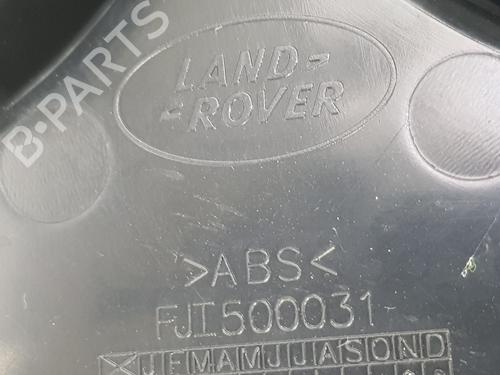 B-PARTS
LAND-
-ROVER
>ABS<
FJI500031
JFMAMJJASOND